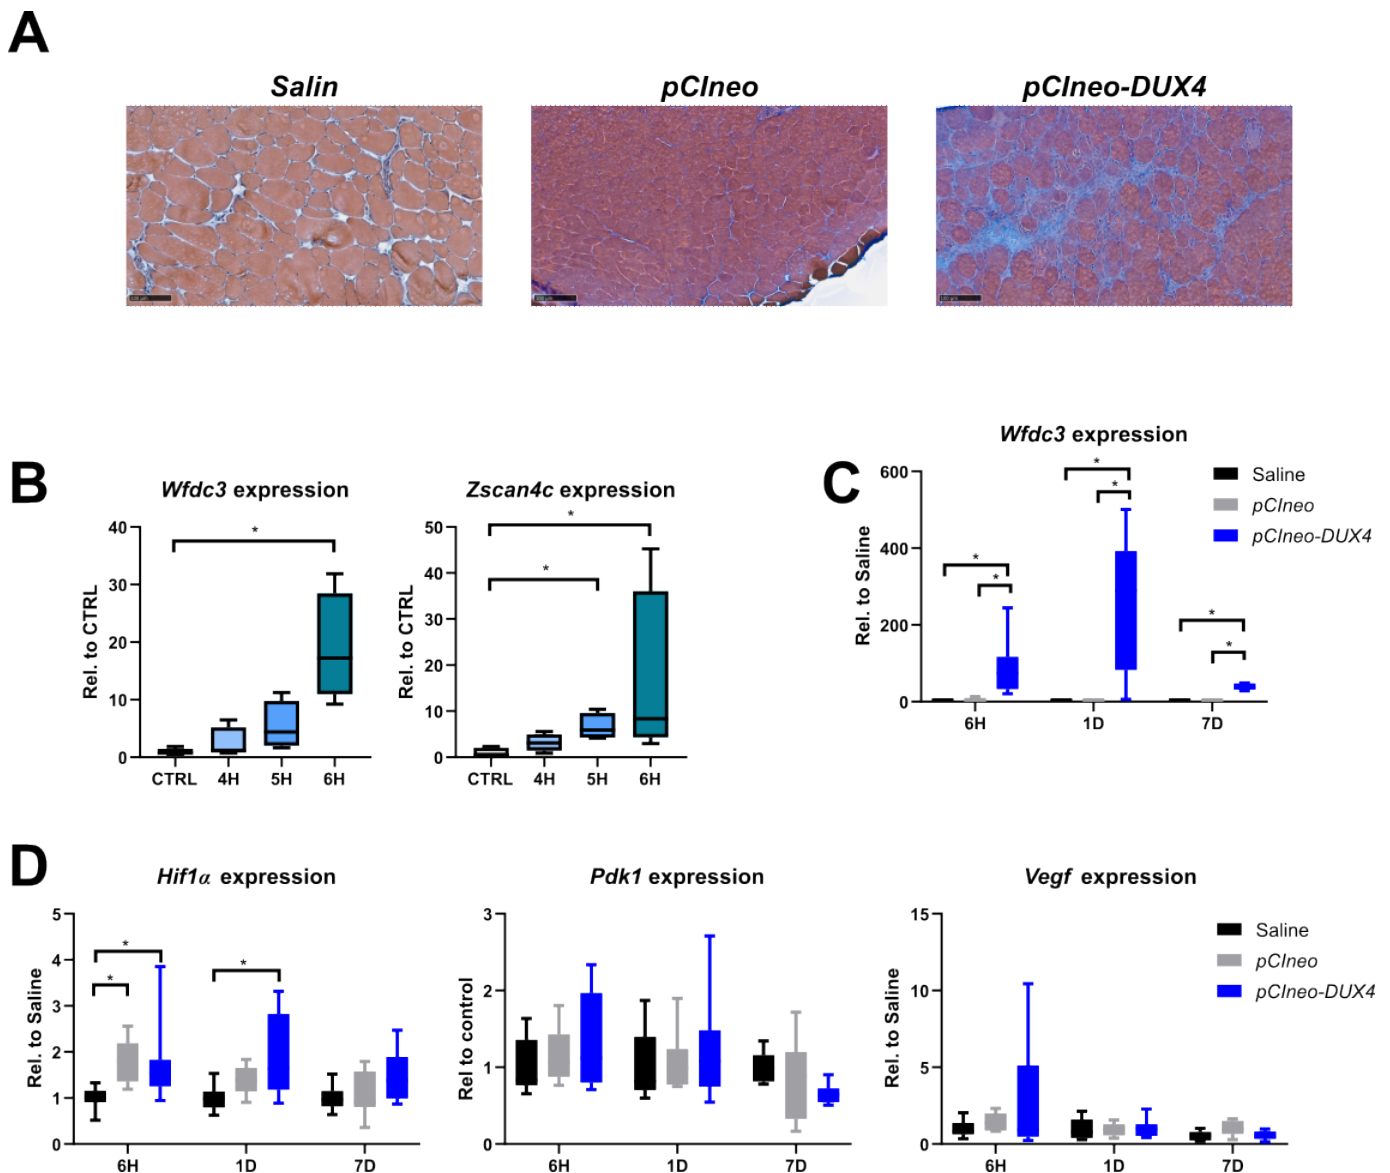 A
Salin
pCIneo
pCIneo-DUX4
100 µm
100 µm
B
Wfdc3 expression
Rel. to CTRL
40
30
20
10
0
CTRL
4H
5H
6H
*
Zscan4c expression
Rel. to CTRL
50
40
30
20
10
0
CTRL
4H
5H
6H
*
*
C
Wfdc3 expression
Rel. to Saline
600
400
200
0
6H
1D
7D
*
*
*
*
*
*
Saline
pCIneo
pCIneo-DUX4
D
Hif1α expression
Rel. to Saline
5
4
3
2
1
0
6H
1D
7D
*
*
*
Pdk1 expression
Rel. to control
3
2
1
0
6H
1D
7D
Vegf expression
Rel. to Saline
15
10
5
0
6H
1D
7D
Saline
pCIneo
pCIneo-DUX4